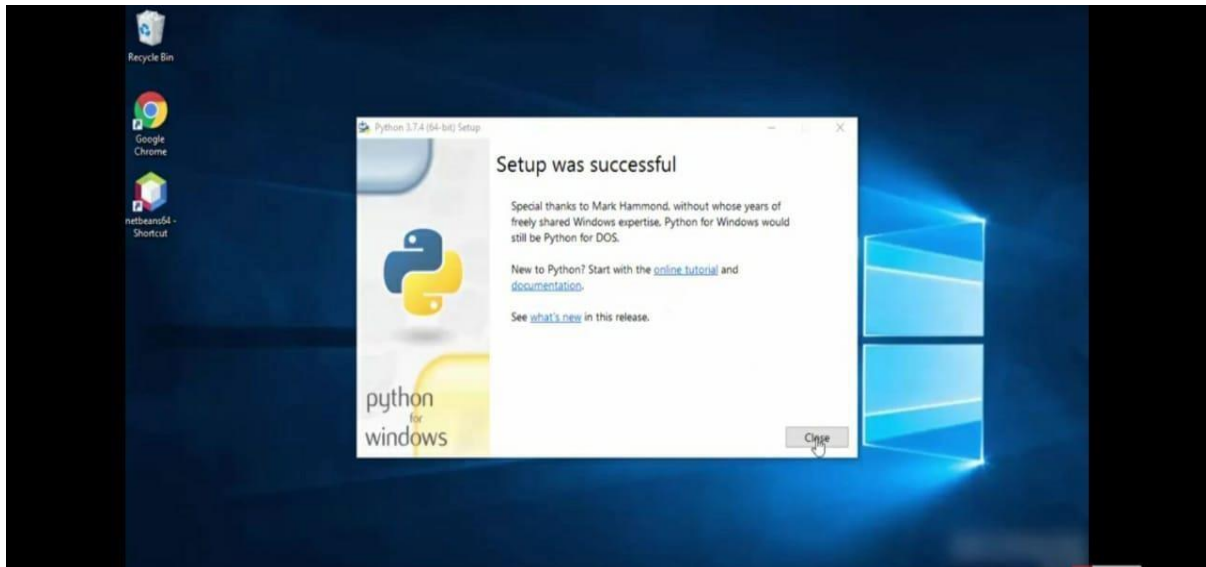 Recycle Bin
Google
Chrome
netbeans64 -
Shortcut
Python 3.7.4 (64-bit) Setup
Setup was successful
Special thanks to Mark Hammond, without whose years of
freely shared Windows expertise, Python for Windows would
still be Python for DOS.
New to Python? Start with the online tutorial and
documentation.
See what's new in this release.
python
for
windows
Close